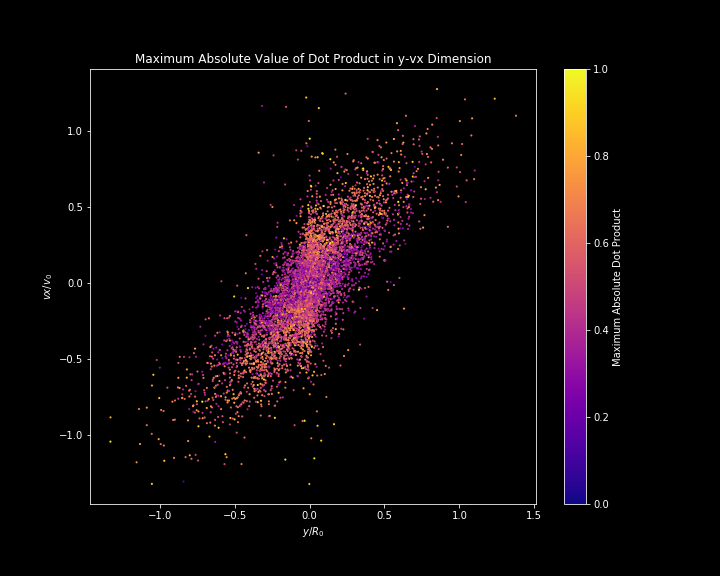 Maximum Absolute Value of Dot Product in y-vx Dimension
1.0
0.5
0.0
−0.5
−1.0
vx/v₀
−1.0 −0.5 0.0 0.5 1.0 1.5
y/R₀
1.0
0.8
0.6
0.4
0.2
0.0
Maximum Absolute Dot Product